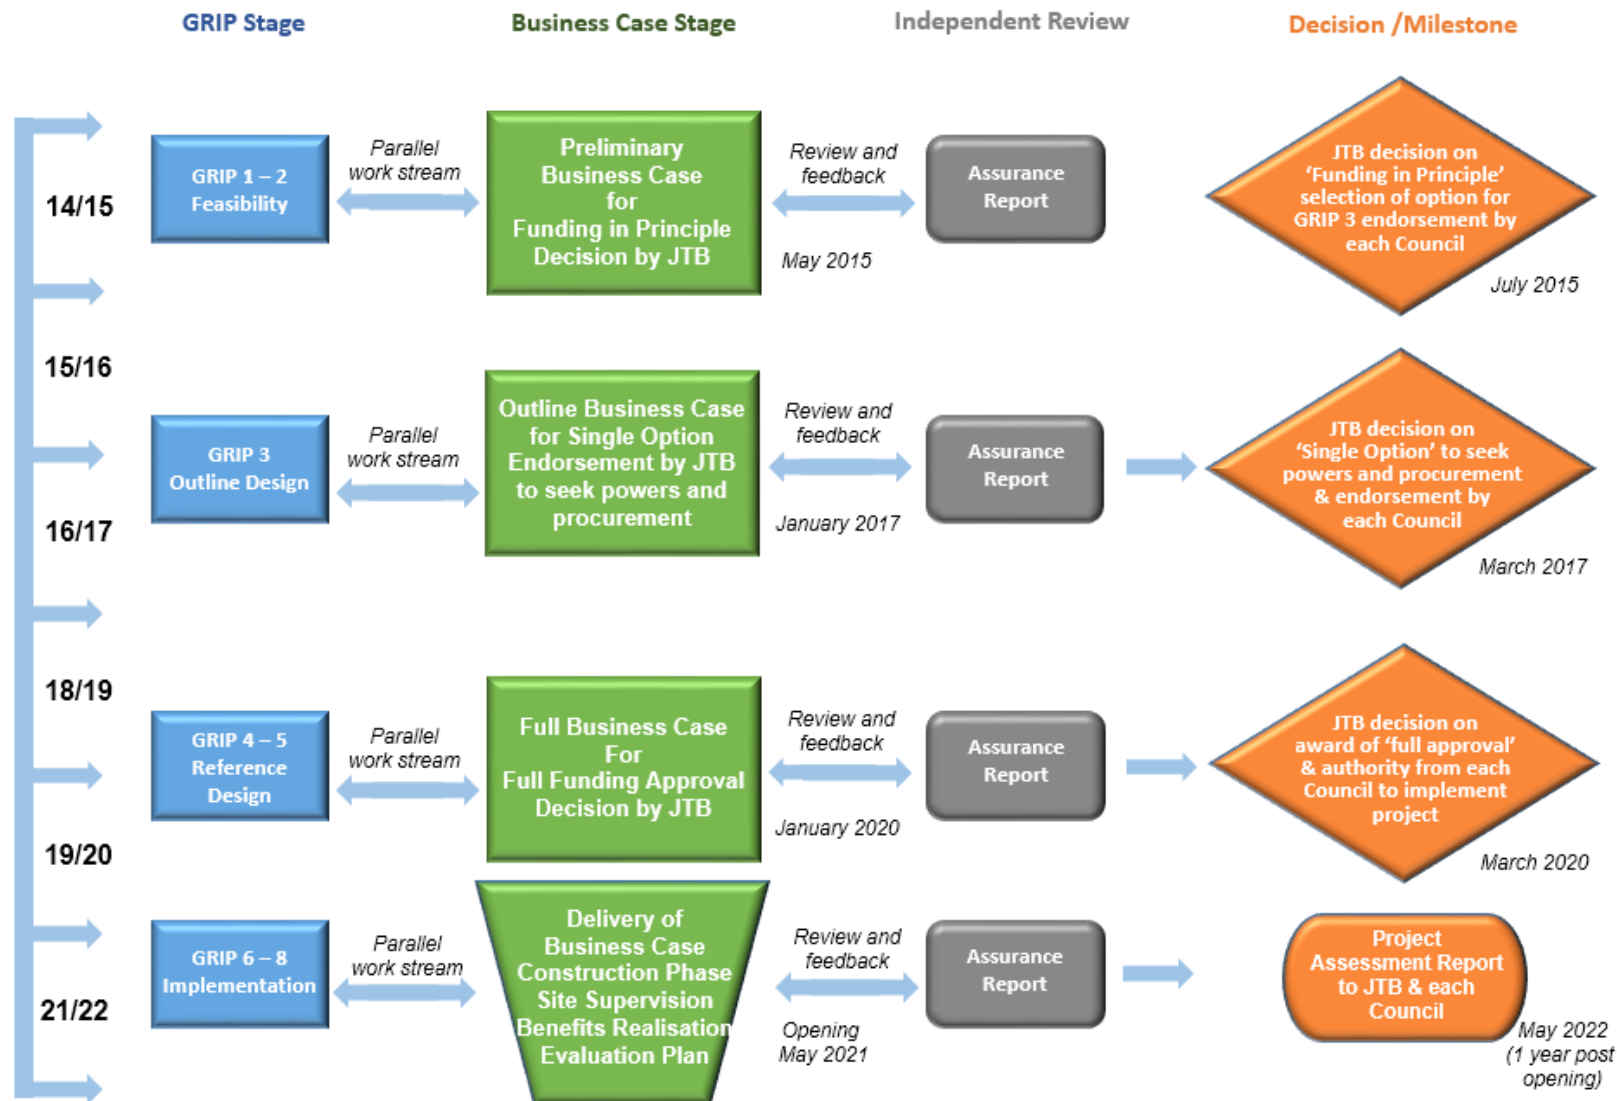 GRIP Stage
Business Case Stage
Independent Review
Decision /Milestone
14/15
GRIP 1 – 2
Feasibility
Parallel
work stream
Preliminary
Business Case
for
Funding in Principle
Decision by JTB
Review and
feedback
May 2015
Assurance
Report
JTB decision on
‘Funding in Principle’
selection of option for
GRIP 3 endorsement by
each Council
July 2015
15/16
GRIP 3
Outline Design
Parallel
work stream
Outline Business Case
for Single Option
Endorsement by JTB
to seek powers and
procurement
Review and
feedback
January 2017
Assurance
Report
JTB decision on
‘Single Option’ to seek
powers and procurement
& endorsement by
each Council
March 2017
16/17
18/19
GRIP 4 – 5
Reference
Design
Parallel
work stream
Full Business Case
For
Full Funding Approval
Decision by JTB
Review and
feedback
January 2020
Assurance
Report
JTB decision on
award of ‘full approval’
& authority from each
Council to implement
project
March 2020
19/20
GRIP 6 – 8
Implementation
Parallel
work stream
Delivery of
Business Case
Construction Phase
Site Supervision
Benefits Realisation
Evaluation Plan
Review and
feedback
Opening
May 2021
Assurance
Report
Project
Assessment Report
to JTB & each
Council
May 2022
(1 year post
opening)
21/22